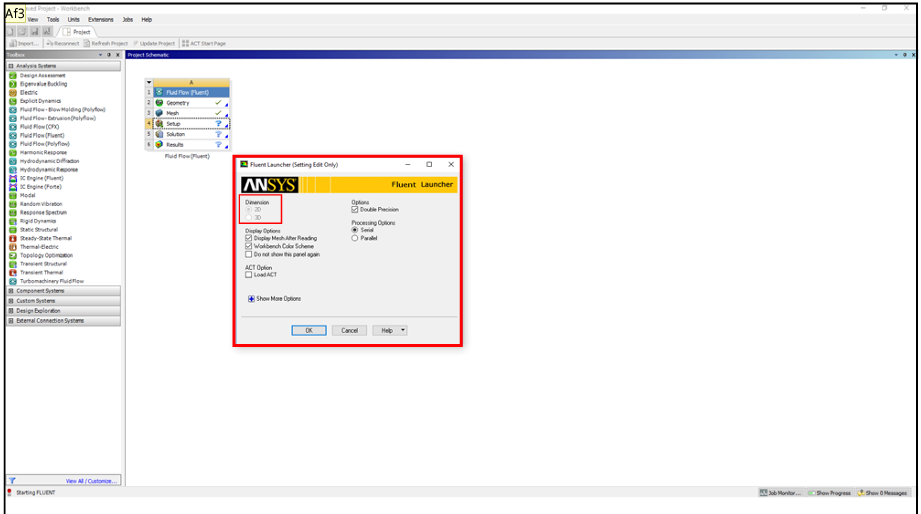 Af3
ved Project - Workbench
View Tools Units Extensions Jobs Help
Project
Import... Reconnect Refresh Project Update Project ACT Start Page
Toolbox
Project Schematic
Analysis Systems
Design Assessment
Eigenvalue Buckling
Electric
Explicit Dynamics
Fluid Flow - Blow Molding (Polyflow)
Fluid Flow - Extrusion (Polyflow)
Fluid Flow (CFX)
Fluid Flow (Fluent)
Fluid Flow (Polyflow)
Harmonic Response
Hydrodynamic Diffraction
Hydrodynamic Response
IC Engine (Fluent)
IC Engine (Forte)
Modal
Random Vibration
Response Spectrum
Rigid Dynamics
Static Structural
Steady-State Thermal
Thermal-Electric
Topology Optimization
Transient Structural
Transient Thermal
Turbomachinery Fluid Flow
Component Systems
Custom Systems
Design Exploration
External Connection Systems
View All / Customize...
A
1 Fluid Flow (Fluent)
2 Geometry
3 Mesh
4 Setup
5 Solution
6 Results
Fluid Flow (Fluent)
Fluent Launcher (Setting Edit Only)
ANSYS
Fluent Launcher
Dimension
2D
3D
Display Options
Display Mesh After Reading
Workbench Color Scheme
Do not show this panel again
ACT Option
Load ACT
Options
Double Precision
Processing Options
Serial
Parallel
Show More Options
OK Cancel Help
Starting FLUENT
Job Monitor... Show Progress Show 0 Messages